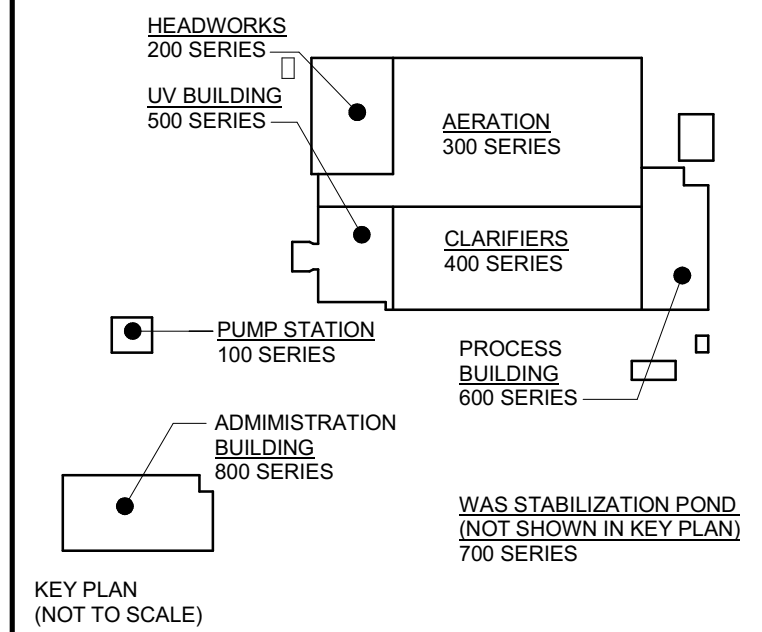 HEADWORKS
200 SERIES
UV BUILDING
500 SERIES
AERATION
300 SERIES
CLARIFIERS
400 SERIES
PUMP STATION
100 SERIES
PROCESS
BUILDING
600 SERIES
ADMIMISTRATION
BUILDING
800 SERIES
WAS STABILIZATION POND
(NOT SHOWN IN KEY PLAN)
700 SERIES
KEY PLAN
(NOT TO SCALE)